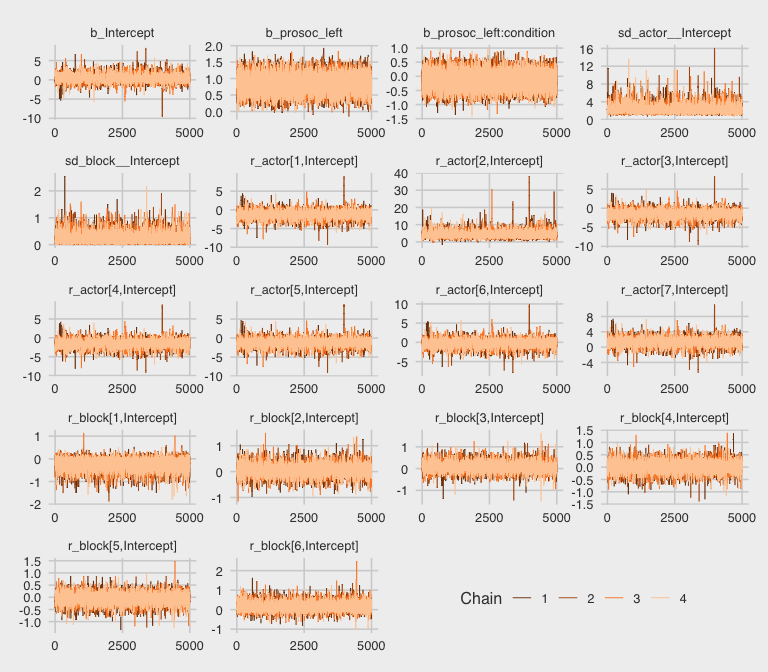 b_Intercept b_prosoc_left b_prosoc_left:condition sd_actor__Intercept
5 0 -5 -10 2.0 1.5 1.0 0.5 0.0 1.0 0.5 0.0 -0.5 -1.0 -1.5 16 12 8 4 0
0 2500 5000 0 2500 5000 0 2500 5000 0 2500 5000
sd_block__Intercept r_actor[1,Intercept] r_actor[2,Intercept] r_actor[3,Intercept]
2 1 0 5 0 -5 -10 40 30 20 10 0 5 0 -5 -10
0 2500 5000 0 2500 5000 0 2500 5000 0 2500 5000
r_actor[4,Intercept] r_actor[5,Intercept] r_actor[6,Intercept] r_actor[7,Intercept]
5 0 -5 -10 5 0 -5 -10 10 5 0 -5 8 4 0 -4
0 2500 5000 0 2500 5000 0 2500 5000 0 2500 5000
r_block[1,Intercept] r_block[2,Intercept] r_block[3,Intercept] r_block[4,Intercept]
1 0 -1 -2 1 0 -1 1 0 -1 1.5 1.0 0.5 0.0 -0.5 -1.0 -1.5
0 2500 5000 0 2500 5000 0 2500 5000 0 2500 5000
r_block[5,Intercept] r_block[6,Intercept]
1.5 1.0 0.5 0.0 -0.5 -1.0 2 1 0 -1
0 2500 5000 0 2500 5000
Chain 1 2 3 4